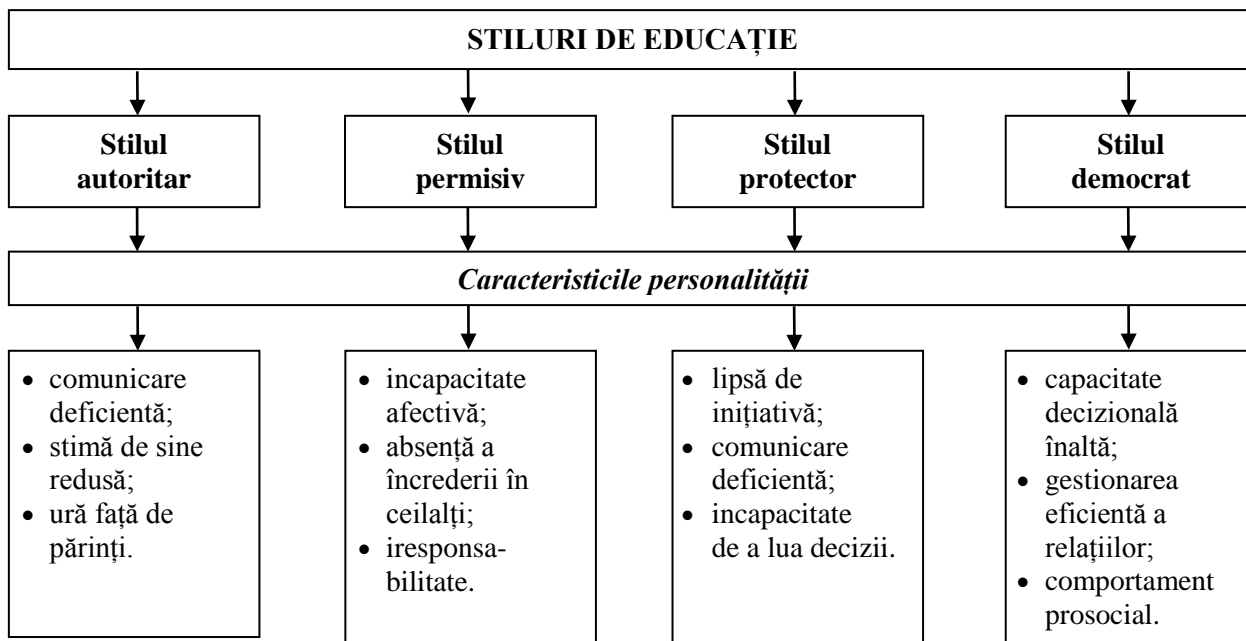 STILURI DE EDUCAȚIE
Stilul
autoritar
Stilul
permisiv
Stilul
protector
Stilul
democrat
Caracteristicile personalității
• comunicare
deficientă;
• stimă de sine
redusă;
• ură față de
părinți.
• incapacitate
afectivă;
• absență a
încrederii în
ceilalți;
• iresponsa-
bilitate.
• lipsă de
inițiativă;
• comunicare
deficientă;
• incapacitate
de a lua decizii.
• capacitate
decizională
înaltă;
• gestionarea
eficientă a
relațiilor;
• comportament
prosocial.